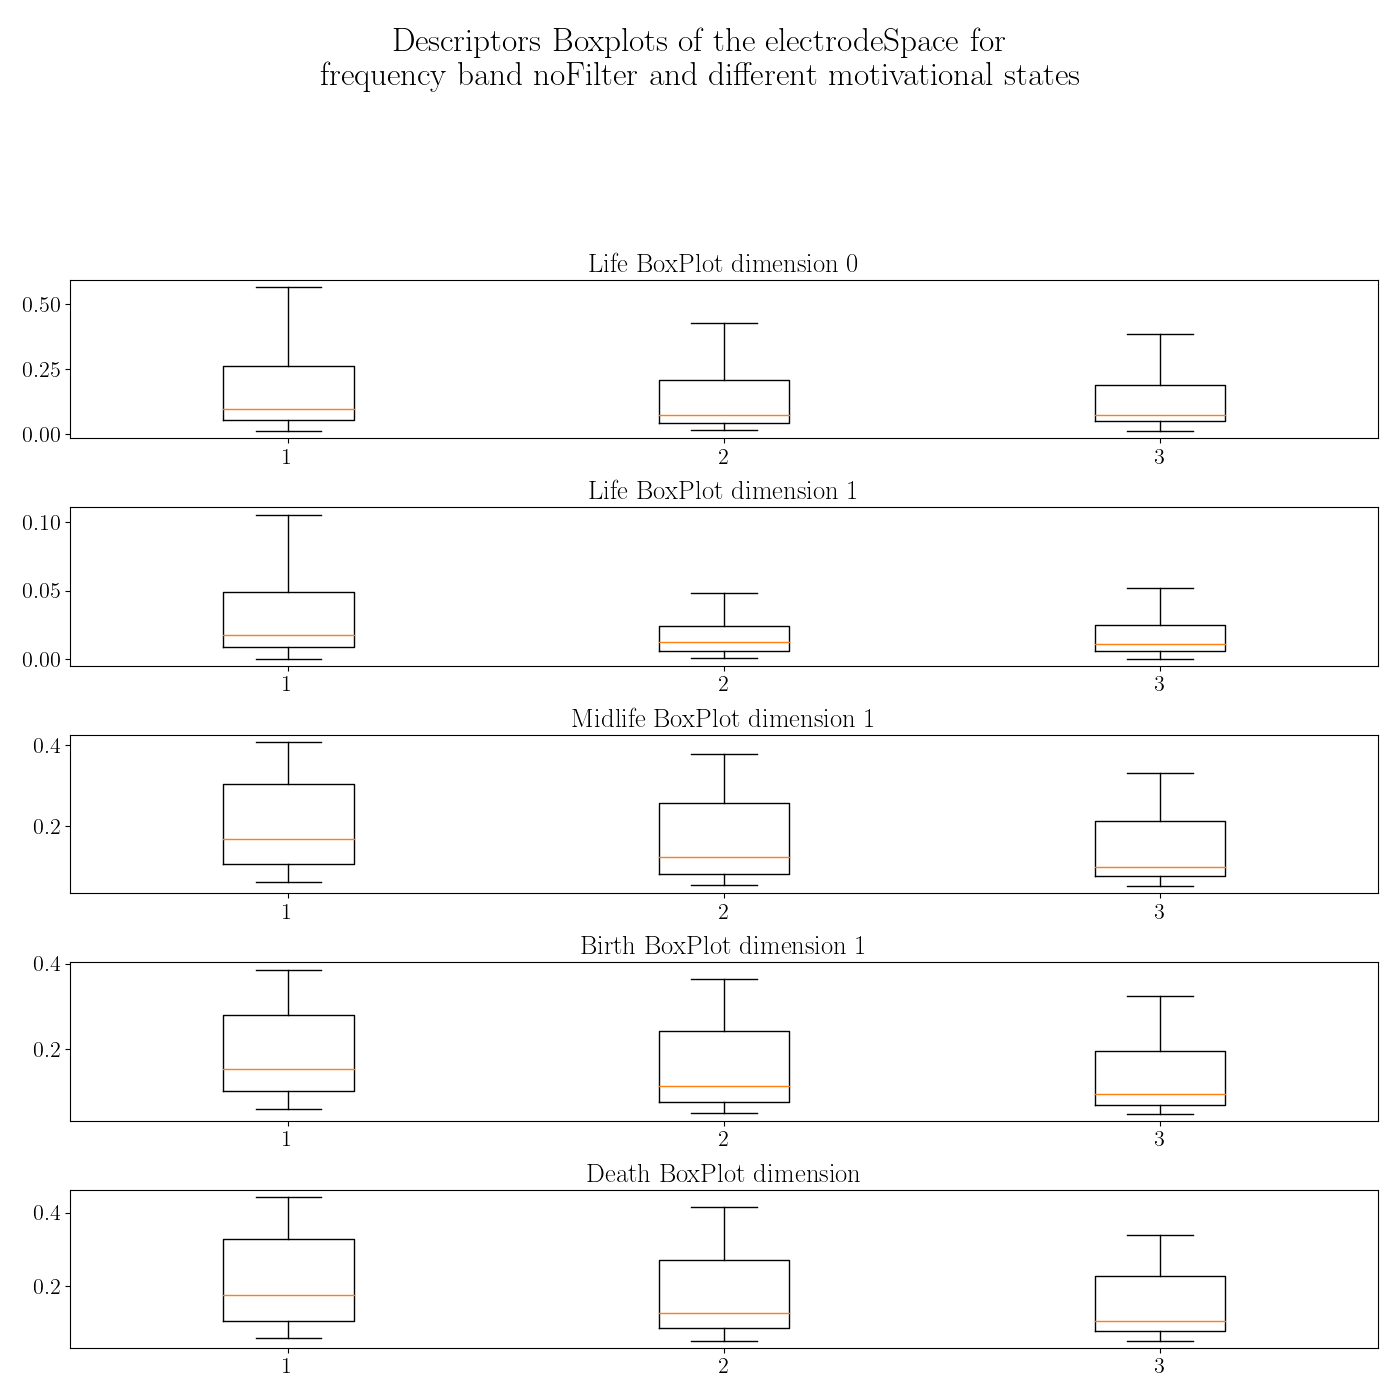 Descriptors Boxplots of the electrodeSpace for
frequency band noFilter and different motivational states
Life BoxPlot dimension 0
0.50
0.25
0.00
1 2 3
Life BoxPlot dimension 1
0.10
0.05
0.00
1 2 3
Midlife BoxPlot dimension 1
0.4
0.2
1 2 3
Birth BoxPlot dimension 1
0.4
0.2
1 2 3
Death BoxPlot dimension
0.4
0.2
1 2 3